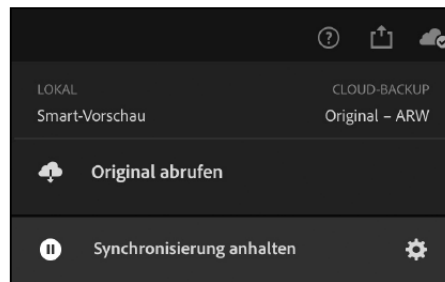 LOKAL CLOUD-BACKUP
Smart-Vorschau Original – ARW
Original abrufen
Synchronisierung anhalten